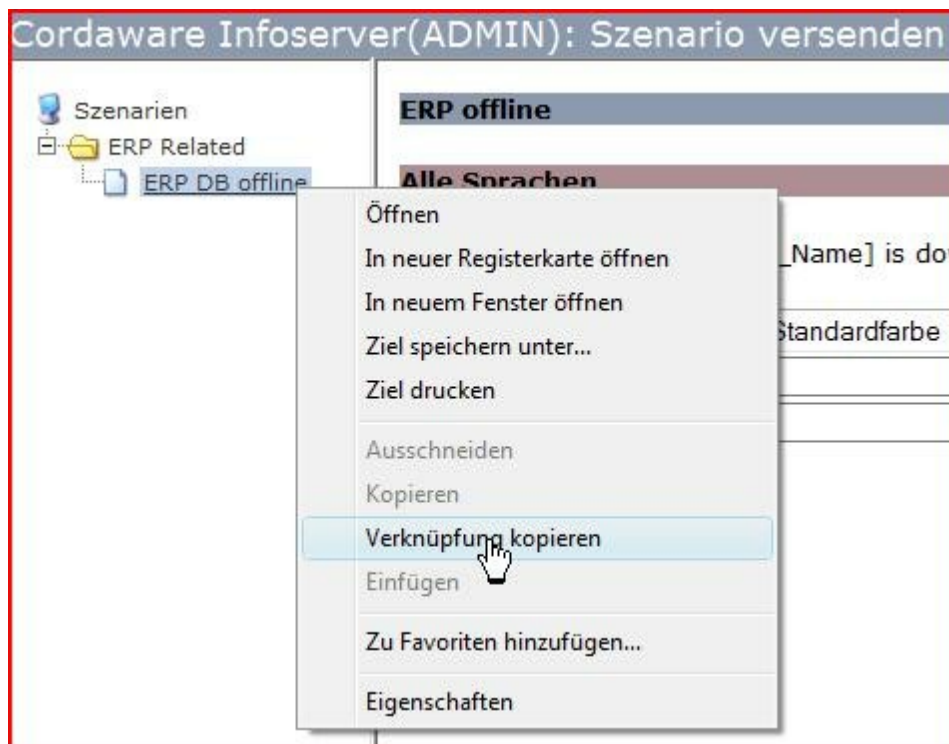 Cordaware Infoserver(ADMIN): Szenario versenden
Szenarien
ERP Related
ERP DB offline
ERP offline
Alle Sprachen
_Name] is do
Standardfarbe
Öffnen
In neuer Registerkarte öffnen
In neuem Fenster öffnen
Ziel speichern unter...
Ziel drucken
Ausschneiden
Kopieren
Verknüpfung kopieren
Einfügen
Zu Favoriten hinzufügen...
Eigenschaften